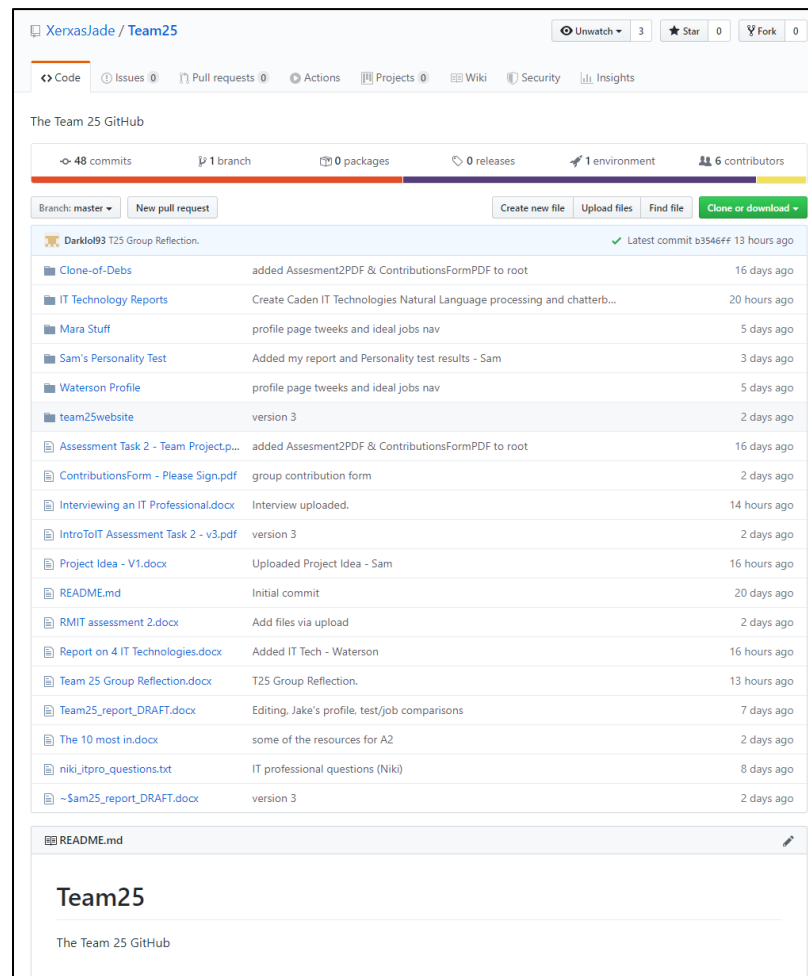 XerxasJade / Team25
Unwatch 3 Star 0 Fork 0
Code Issues 0 Pull requests 0 Actions Projects 0 Wiki Security Insights
The Team 25 GitHub
48 commits 1 branch 0 packages 0 releases 1 environment 6 contributors
Branch: master New pull request Create new file Upload files Find file Clone or download
Darklol93 T25 Group Reflection. Latest commit b3546ff 13 hours ago
Clone-of-Debs added Assesment2PDF & ContributionsFormPDF to root 16 days ago
IT Technology Reports Create Caden IT Technologies Natural Language processing and chatterb... 20 hours ago
Mara Stuff profile page tweeks and ideal jobs nav 5 days ago
Sam's Personality Test Added my report and Personality test results - Sam 3 days ago
Waterson Profile profile page tweeks and ideal jobs nav 5 days ago
team25website version 3 2 days ago
Assessment Task 2 - Team Project.p... added Assesment2PDF & ContributionsFormPDF to root 16 days ago
ContributionsForm - Please Sign.pdf group contribution form 2 days ago
Interviewing an IT Professional.docx Interview uploaded. 14 hours ago
IntroToIT Assessment Task 2 - v3.pdf version 3 2 days ago
Project Idea - V1.docx Uploaded Project Idea - Sam 16 hours ago
README.md Initial commit 20 days ago
RMIT assessment 2.docx Add files via upload 2 days ago
Report on 4 IT Technologies.docx Added IT Tech - Waterson 16 hours ago
Team 25 Group Reflection.docx T25 Group Reflection. 13 hours ago
Team25_report_DRAFT.docx Editing, Jake's profile, test/job comparisons 7 days ago
The 10 most in.docx some of the resources for A2 2 days ago
niki_itpro_questions.txt IT professional questions (Niki) 8 days ago
~$am25_report_DRAFT.docx version 3 2 days ago
README.md
Team25
The Team 25 GitHub